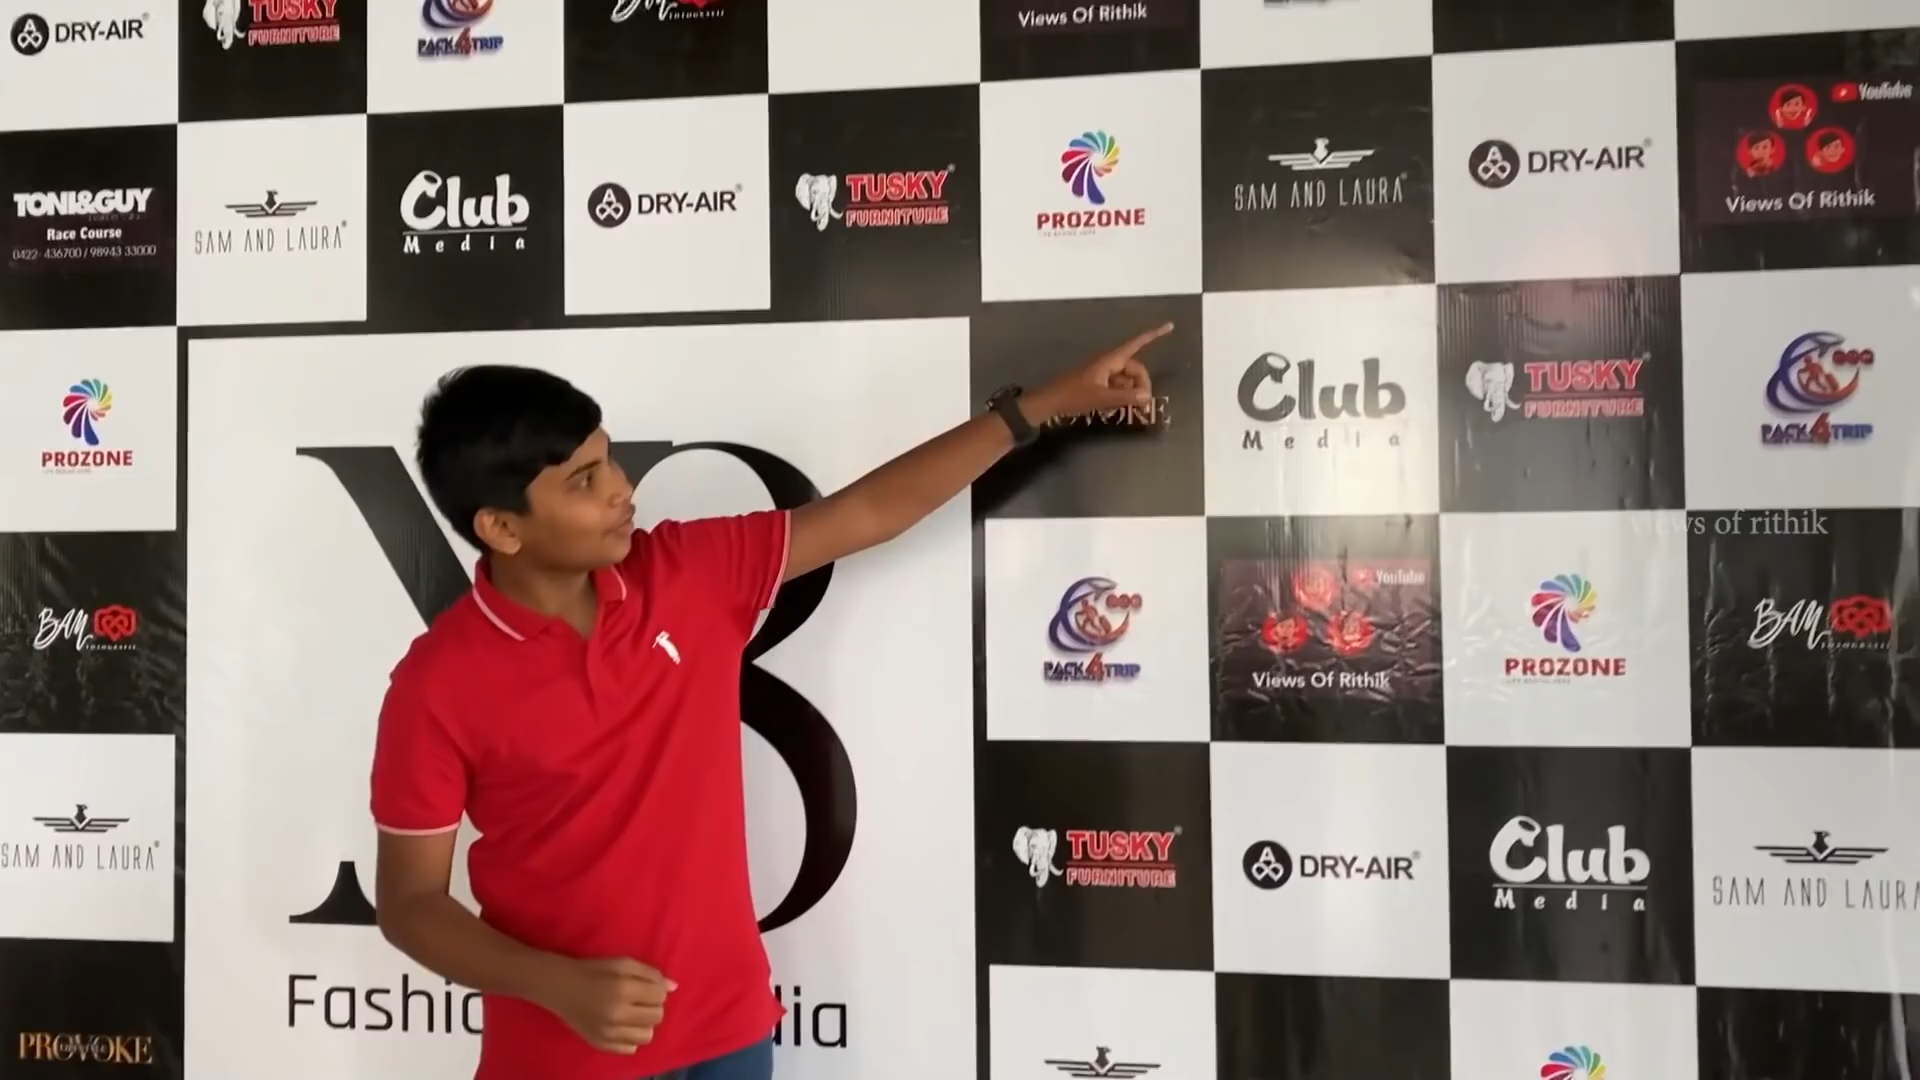 DRY-AIR
TUSKY
FURNITURE
PACK4TRIP
Views Of Rithik
TONI&GUY
Race Course
0422- 436700 / 98943 33000
SAM AND LAURA
Club
Media
DRY-AIR
TUSKY
FURNITURE
PROZONE
SAM AND LAURA
DRY-AIR
YouTube
Views Of Rithik
PROZONE
PROVOKE
Club
Media
TUSKY
FURNITURE
PACK4TRIP
views of rithik
BAM
PACK4TRIP
YouTube
Views Of Rithik
PROZONE
BAM
SAM AND LAURA
TUSKY
FURNITURE
DRY-AIR
Club
Media
SAM AND LAURA
PROVOKE